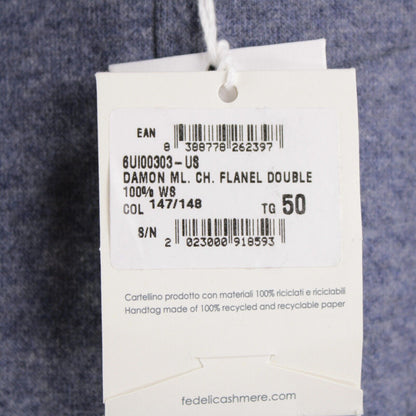 EAN
8 388778 262397
6UI00303-US
DAMON ML. CH. FLANEL DOUBLE
100% WS
COL 147/148 TG 50
S/N
2 023000 918593
Cartellino prodotto con materiali 100% riciclati e riciclabili
Handtag made of 100% recycled and recyclable paper
fedelicashmere.com